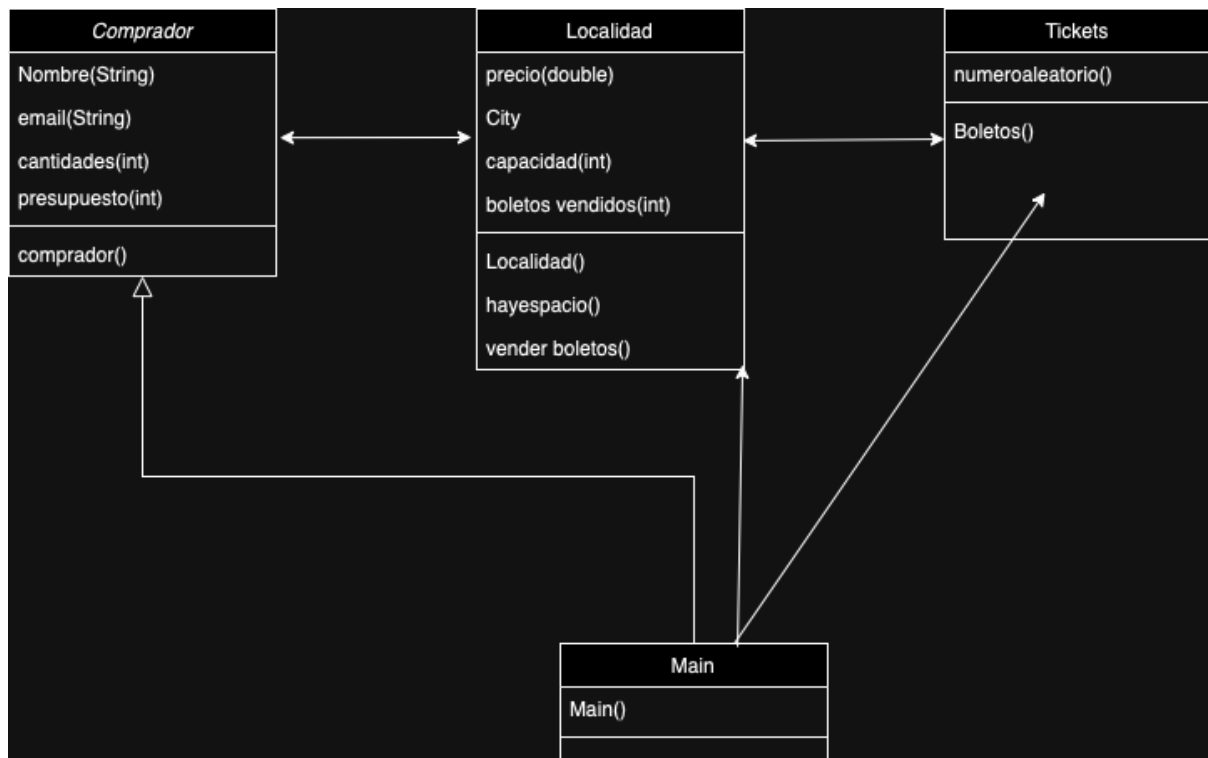 Comprador
Nombre(String)
email(String)
cantidades(int)
presupuesto(int)
comprador()
Localidad
precio(double)
City
capacidad(int)
boletos vendidos(int)
Localidad()
hayespacio()
vender boletos()
Tickets
numeroaleatorio()
Boletos()
Main
Main()